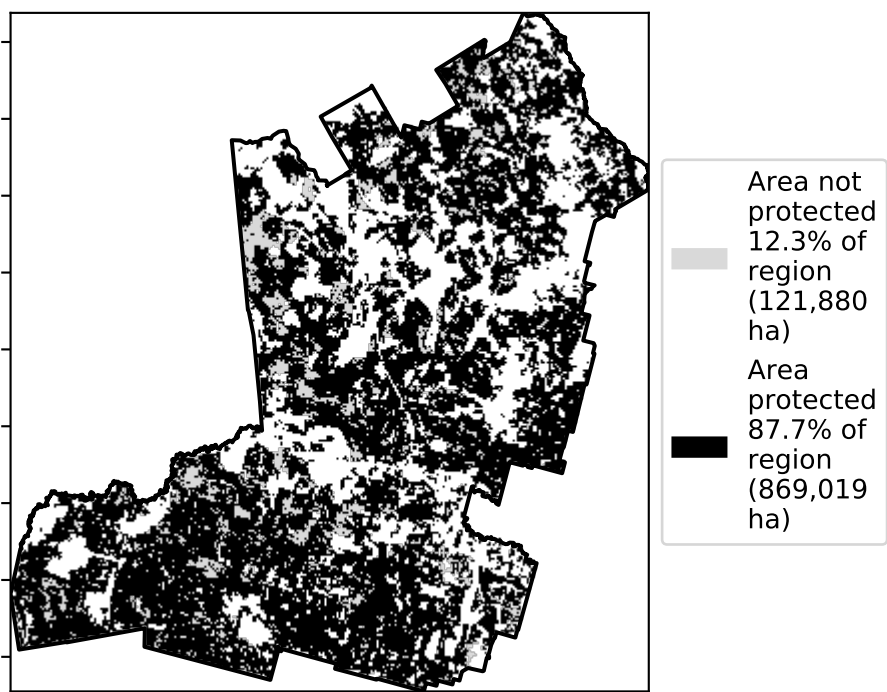 Area not
protected
12.3% of
region
(121,880
ha)
Area
protected
87.7% of
region
(869,019
ha)